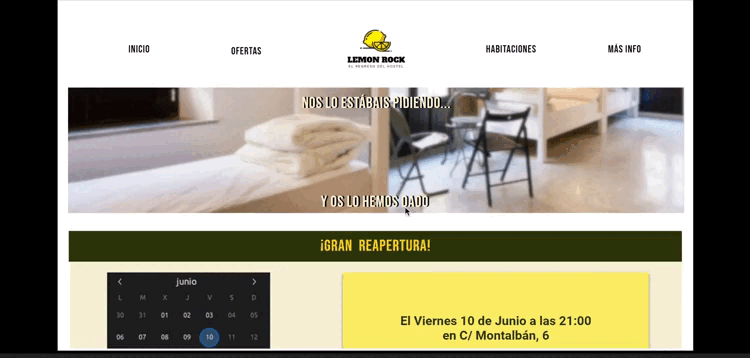 INICIO
OFERTAS
LEMON ROCK
EL REGRESO DEL HOSTEL
HABITACIONES
MÁS INFO
NOS LO ESTÁBAIS PIDIENDO...
Y OS LO HEMOS DADO
¡GRAN REAPERTURA!
junio
L M X J V S D
30 31 01 02 03 04 05
06 07 08 09 10 11 12
El Viernes 10 de Junio a las 21:00
en C/ Montalbán, 6